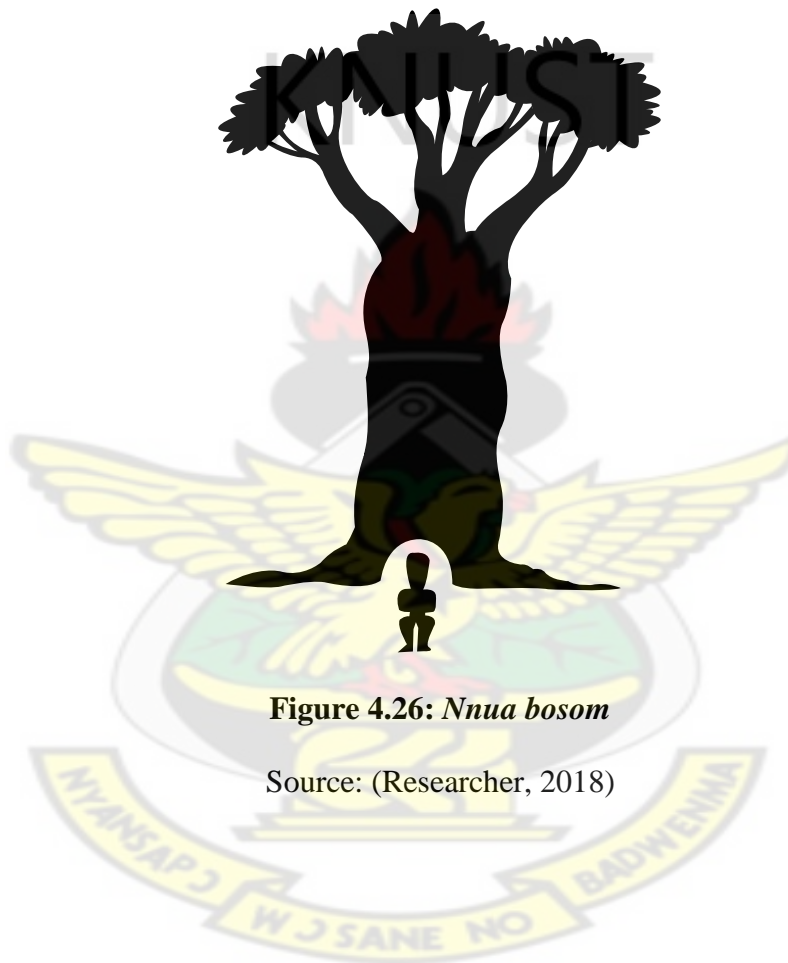 KNUST
Figure 4.26: Nnua bosom
Source: (Researcher, 2018)
NYANSAPƆ
WƆSANE NO
BADWENMA